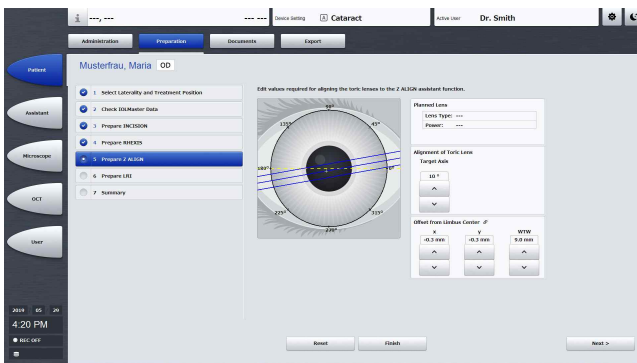 i ---, ---
--- ---
Device Setting A Cataract
Active User Dr. Smith
Administration Preparation Documents Export
Patient
Assistant
Microscope
OCT
User
Musterfrau, Maria OD
1 Select Laterality and Treatment Position
2 Check IOLMaster Data
3 Prepare INCISION
4 Prepare RHEXIS
5 Prepare Z ALIGN
6 Prepare LRI
7 Summary
Edit values required for aligning the toric lenses to the Z ALIGN assistant function.
90°
135° 45°
180° 0°
225° 315°
270°
Planned Lens
Lens Type: ---
Power: ---
Alignment of Toric Lens
Target Axis
10 °
Offset from Limbus Center
x y WTW
-0.3 mm -0.3 mm 9.0 mm
2019 05 29
4:20 PM
REC OFF
Reset Finish Next >